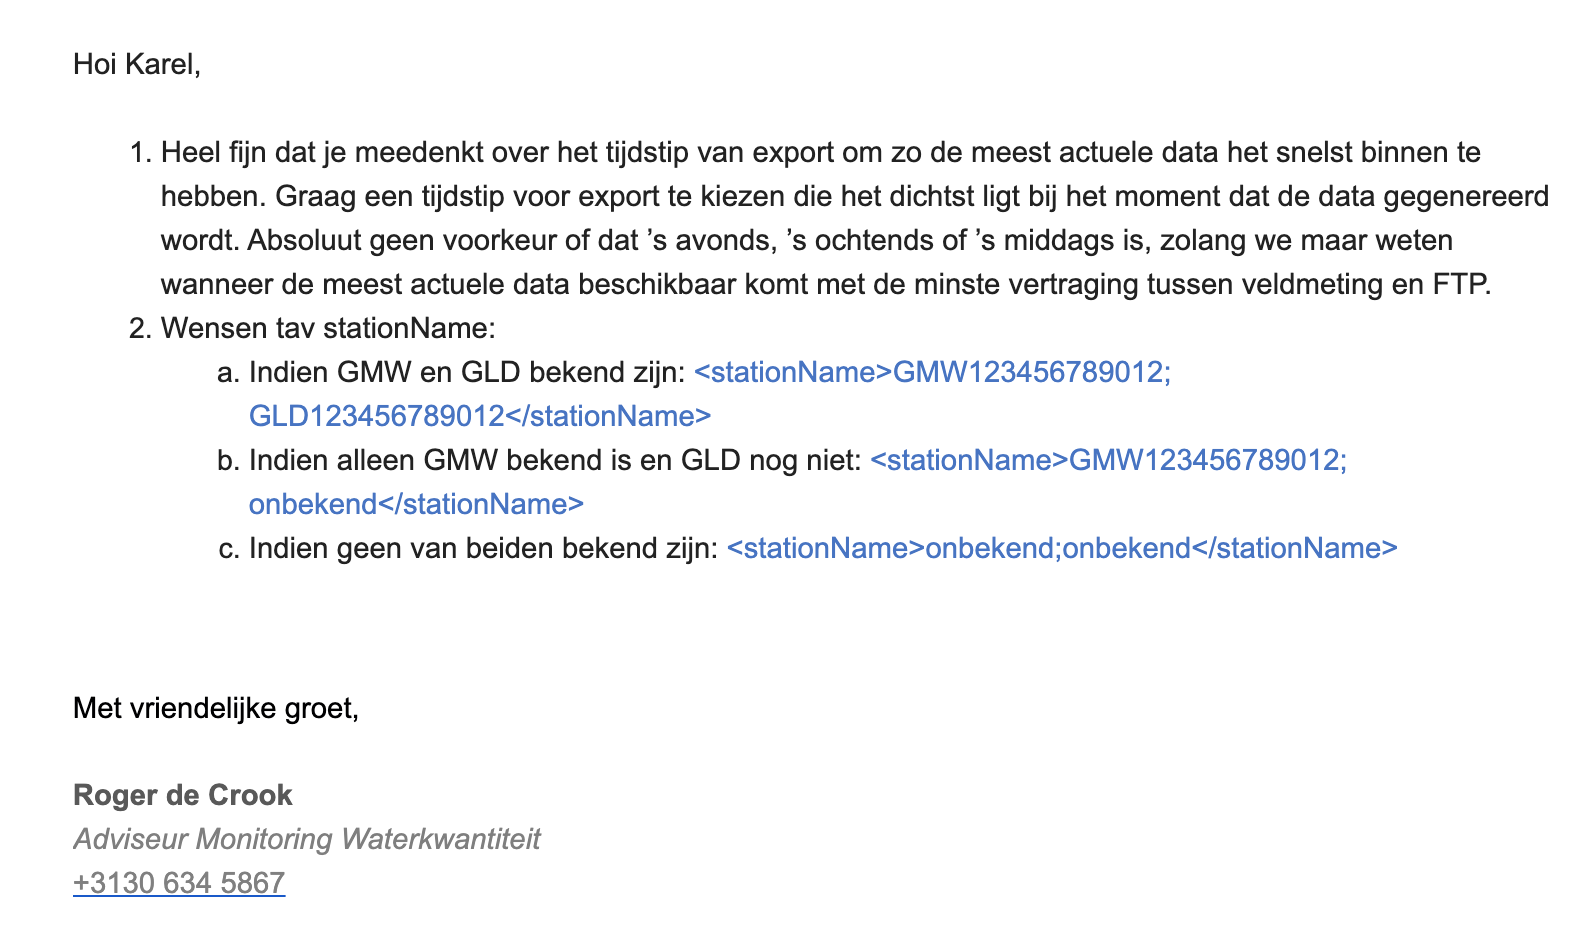 Hoi Karel,
1. Heel fijn dat je meedenkt over het tijdstip van export om zo de meest actuele data het snelst binnen te
hebben. Graag een tijdstip voor export te kiezen die het dichtst ligt bij het moment dat de data gegenereerd
wordt. Absoluut geen voorkeur of dat ’s avonds, ’s ochtends of ’s middags is, zolang we maar weten
wanneer de meest actuele data beschikbaar komt met de minste vertraging tussen veldmeting en FTP.
2. Wensen tav stationName:
a. Indien GMW en GLD bekend zijn: <stationName>GMW123456789012;
GLD123456789012</stationName>
b. Indien alleen GMW bekend is en GLD nog niet: <stationName>GMW123456789012;
onbekend</stationName>
c. Indien geen van beiden bekend zijn: <stationName>onbekend;onbekend</stationName>
Met vriendelijke groet,
Roger de Crook
Adviseur Monitoring Waterkwantiteit
+3130 634 5867